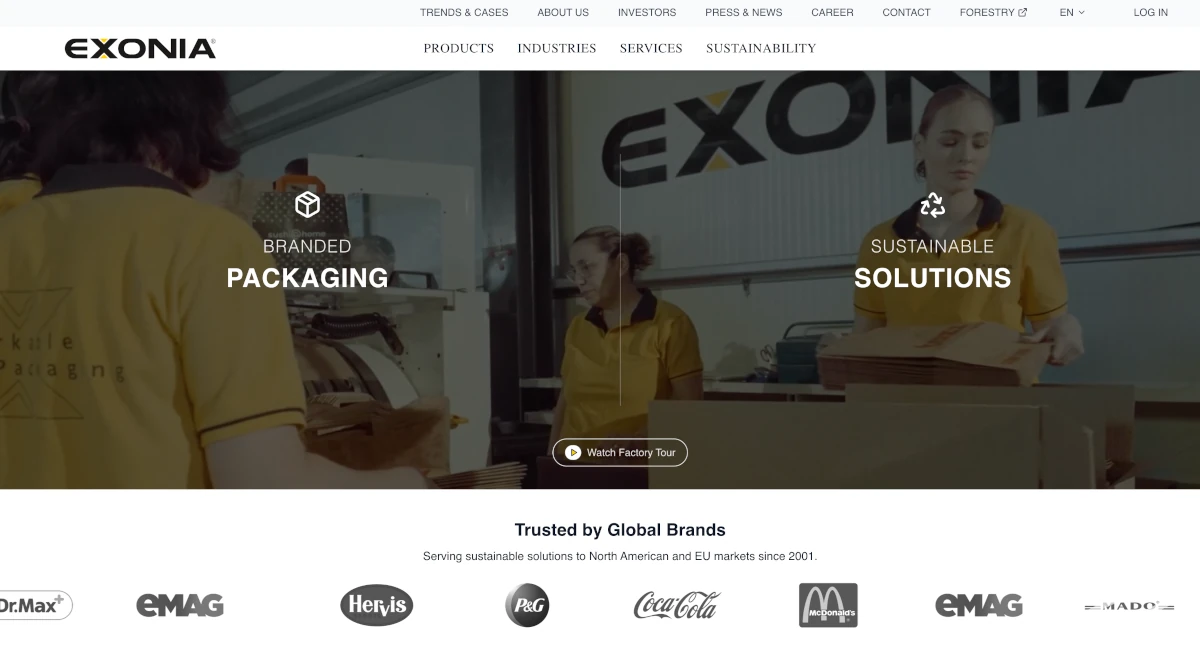 TRENDS & CASES ABOUT US INVESTORS PRESS & NEWS CAREER CONTACT FORESTRY EN LOG IN
EXONIA®
PRODUCTS INDUSTRIES SERVICES SUSTAINABILITY
EXONIA
sushi home
BRANDED
PACKAGING
SUSTAINABLE
SOLUTIONS
Watch Factory Tour
Trusted by Global Brands
Serving sustainable solutions to North American and EU markets since 2001.
Dr.Max+ eMAG Hervis P&G Coca-Cola McDonald's eMAG MADO